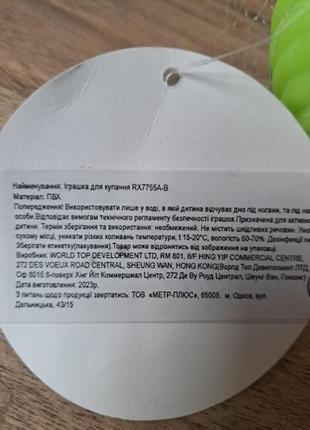 Найменування: Іграшка для купання RX7755A-B
Матеріал: ПВХ
Попередження! Використовувати лише у воді, в якій дитина відчуває дно під ногами, та під на
особи.Відповідає вимогам технічного регламенту безпечності іграшок.Призначена для активно
дитини. Термін зберігання та використання: необмежений. Не містить шкідливих речовин. Умо
сухому місці, уникати різких коливань температури, t 15-20°C, вологість 60-70% Дезінфекції не
Зберігати етикетку(пакування).Товар може відрізнятися від зображення на упакуванні.
Виробник: WORLD TOP DEVELOPMENT LTD, RM 801, 8/F HING YIP COMMERCIAL CENTRE,
272 DES VOEUX ROAD CENTRAL, SHEUNG WAN, HONG KONG(Ворлд Топ Девелопмент ЛТД,
Оф 8016 8-поверх Хінг Йіп Коммершиал Центр, 272 Де Ву Роуд Централ, Шеунг Ван, Гонконг)
Дата виготовлення: 2023р.
З питань щодо продукції звертатись: ТОВ «МЕТР-ПЛЮС», 65005, м. Одеса, вул.
Дальницька, 43/15